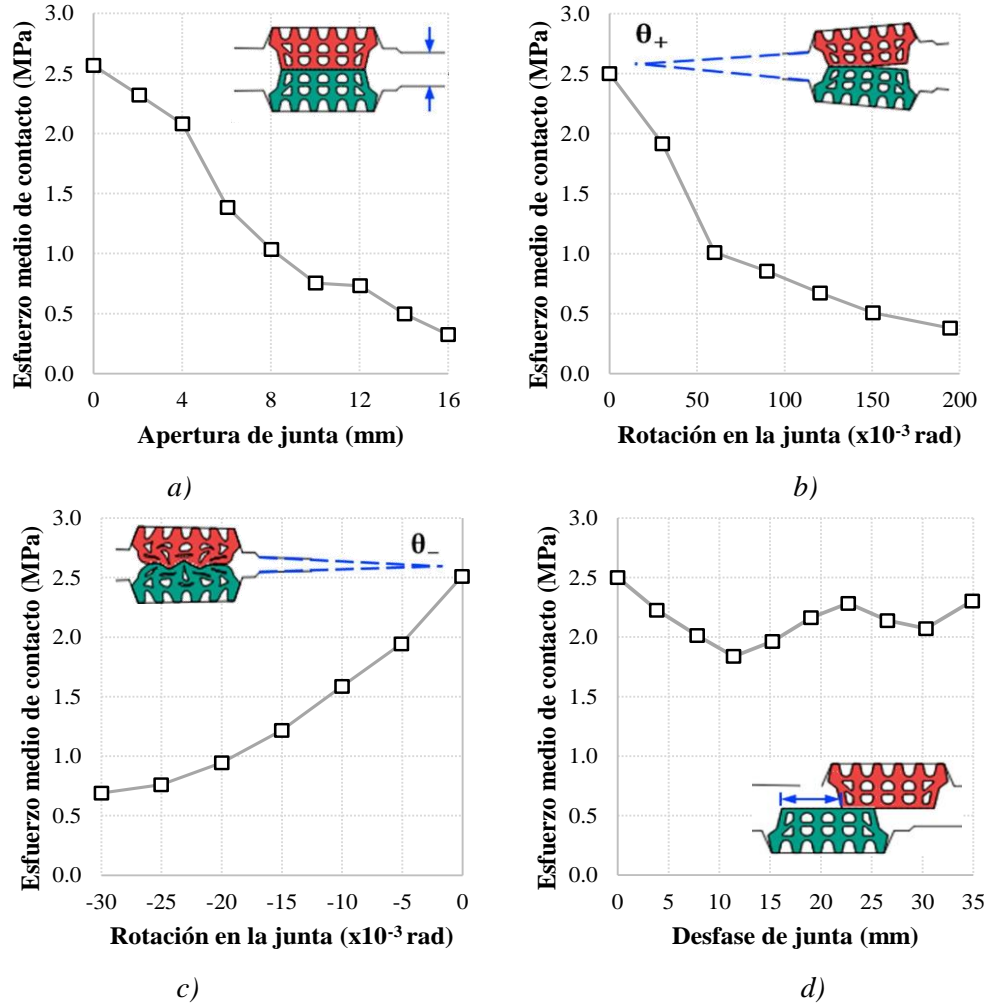 Esfuerzo medio de contacto (MPa)
3.0
2.5
2.0
1.5
1.0
0.5
0.0
0 4 8 12 16
Apertura de junta (mm)
a)
Esfuerzo medio de contacto (MPa)
3.0
2.5
2.0
1.5
1.0
0.5
0.0
θ+
0 50 100 150 200
Rotación en la junta (x10-3 rad)
b)
Esfuerzo medio de contacto (MPa)
3.0
2.5
2.0
1.5
1.0
0.5
0.0
θ-
-30 -25 -20 -15 -10 -5 0
Rotación en la junta (x10-3 rad)
c)
Esfuerzo medio de contacto (MPa)
3.0
2.5
2.0
1.5
1.0
0.5
0.0
0 5 10 15 20 25 30 35
Desfase de junta (mm)
d)